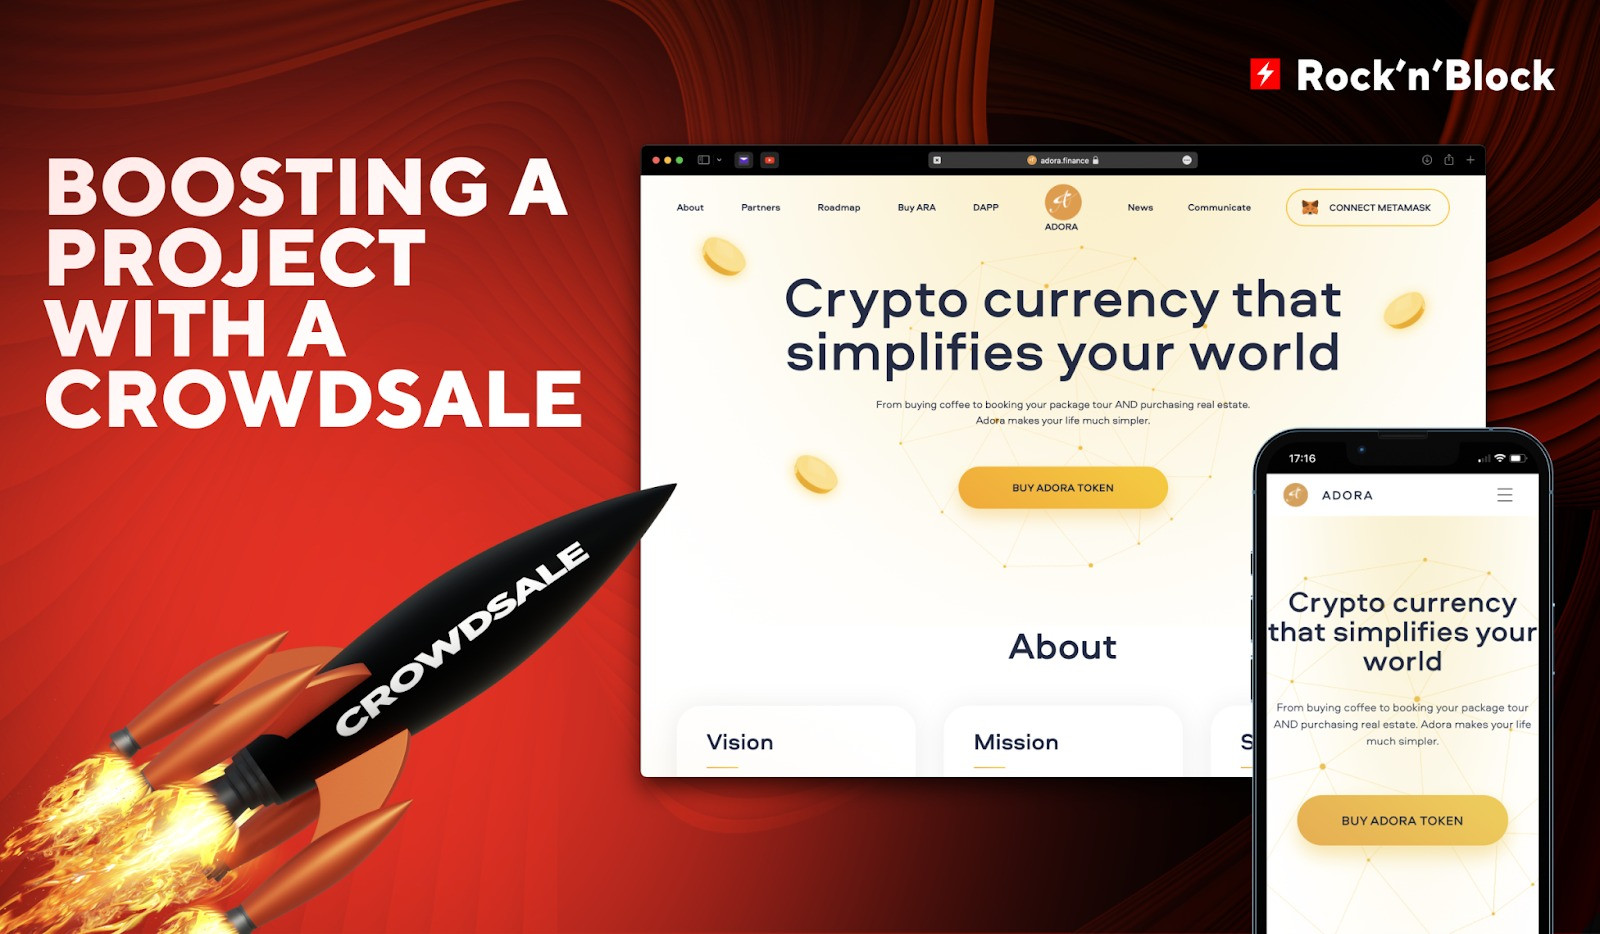 Rock'n'Block
BOOSTING A
PROJECT
WITH A
CROWDSALE
CROWDSALE
adora.finance
About Partners Roadmap Buy ARA DAPP ADORA News Communicate CONNECT METAMASK
Crypto currency that
simplifies your world
From buying coffee to booking your package tour AND purchasing real estate.
Adora makes your life much simpler.
BUY ADORA TOKEN
About
Vision
Mission
S
17:16
ADORA
Crypto currency
that simplifies your
world
From buying coffee to booking your package tour
AND purchasing real estate. Adora makes your life
much simpler.
BUY ADORA TOKEN